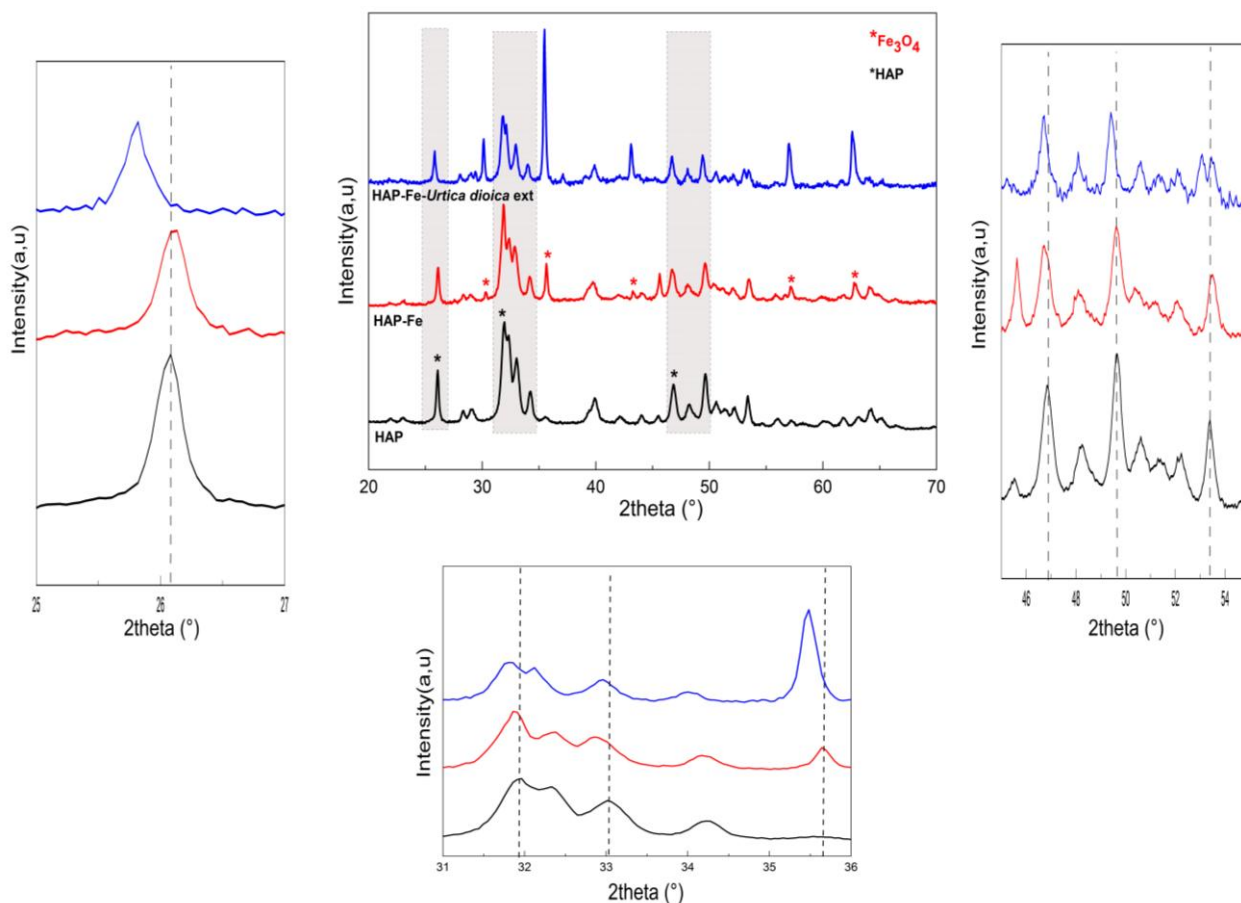 Intensity(a,u)
25
26
27
2theta (°)
*Fe3O4
*HAP
Intensity(a,u)
HAP-Fe-Urtica dioica ext
*
*
*
*
*
HAP-Fe
*
*
*
HAP
20
30
40
50
60
70
2theta (°)
Intensity(a,u)
46
48
50
52
54
2theta (°)
Intensity(a,u)
31
32
33
34
35
36
2theta (°)